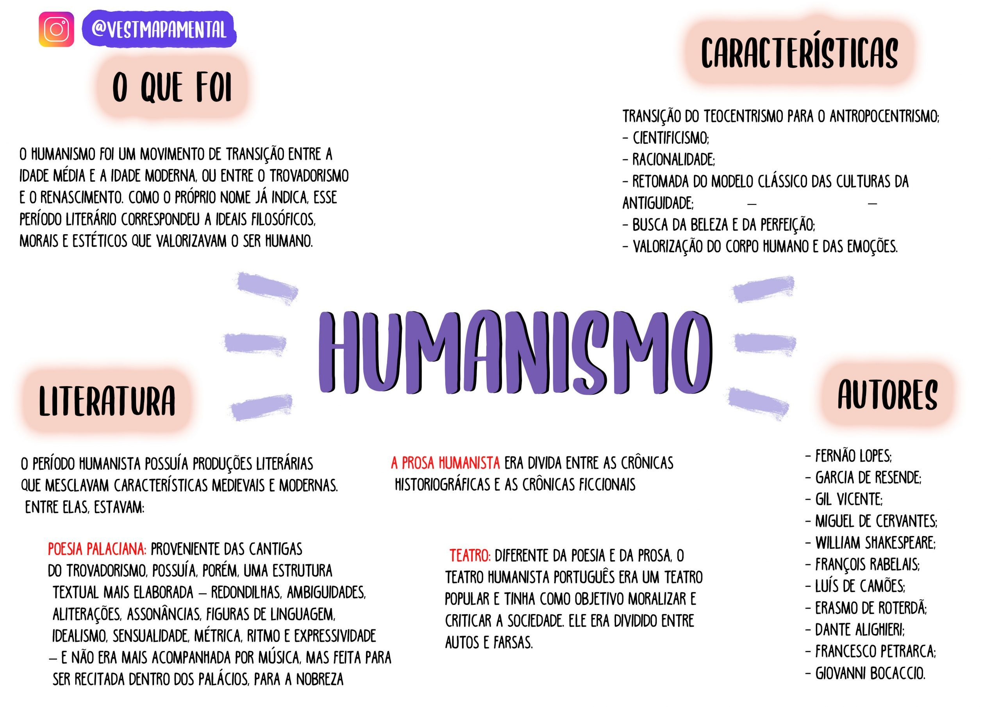 @VESTMAPAMENTAL
O QUE FOI
O HUMANISMO FOI UM MOVIMENTO DE TRANSIÇÃO ENTRE A
IDADE MÉDIA E A IDADE MODERNA, OU ENTRE O TROVADORISMO
E O RENASCIMENTO. COMO O PRÓPRIO NOME JÁ INDICA, ESSE
PERÍODO LITERÁRIO CORRESPONDEU A IDEAIS FILOSÓFICOS,
MORAIS E ESTÉTICOS QUE VALORIZAVAM O SER HUMANO.
CARACTERÍSTICAS
TRANSIÇÃO DO TEOCENTRISMO PARA O ANTROPOCENTRISMO;
- CIENTIFICISMO;
- RACIONALIDADE;
- RETOMADA DO MODELO CLÁSSICO DAS CULTURAS DA
ANTIGUIDADE; – –
- BUSCA DA BELEZA E DA PERFEIÇÃO;
- VALORIZAÇÃO DO CORPO HUMANO E DAS EMOÇÕES.
HUMANISMO
LITERATURA
O PERÍODO HUMANISTA POSSUÍA PRODUÇÕES LITERÁRIAS
QUE MESCLAVAM CARACTERÍSTICAS MEDIEVAIS E MODERNAS.
ENTRE ELAS, ESTAVAM:
POESIA PALACIANA: PROVENIENTE DAS CANTIGAS
DO TROVADORISMO, POSSUÍA, PORÉM, UMA ESTRUTURA
TEXTUAL MAIS ELABORADA – REDONDILHAS, AMBIGUIDADES,
ALITERAÇÕES, ASSONÂNCIAS, FIGURAS DE LINGUAGEM,
IDEALISMO, SENSUALIDADE, MÉTRICA, RITMO E EXPRESSIVIDADE
– E NÃO ERA MAIS ACOMPANHADA POR MÚSICA, MAS FEITA PARA
SER RECITADA DENTRO DOS PALÁCIOS, PARA A NOBREZA
A PROSA HUMANISTA ERA DIVIDA ENTRE AS CRÔNICAS
HISTORIOGRÁFICAS E AS CRÔNICAS FICCIONAIS
TEATRO: DIFERENTE DA POESIA E DA PROSA, O
TEATRO HUMANISTA PORTUGUÊS ERA UM TEATRO
POPULAR E TINHA COMO OBJETIVO MORALIZAR E
CRITICAR A SOCIEDADE. ELE ERA DIVIDIDO ENTRE
AUTOS E FARSAS.
AUTORES
- FERNÃO LOPES;
- GARCIA DE RESENDE;
- GIL VICENTE;
- MIGUEL DE CERVANTES;
- WILLIAM SHAKESPEARE;
- FRANÇOIS RABELAIS;
- LUÍS DE CAMÕES;
- ERASMO DE ROTERDÃ;
- DANTE ALIGHIERI;
- FRANCESCO PETRARCA;
- GIOVANNI BOCACCIO.